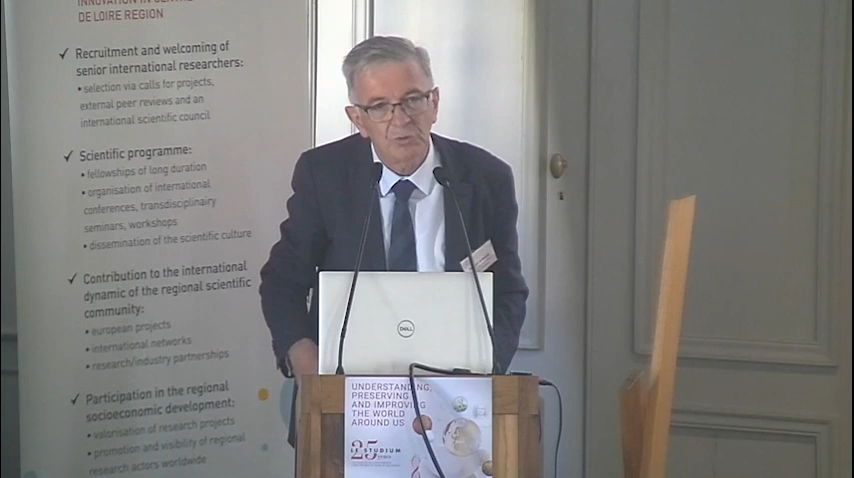 INNOVATION IN CENTRE
DE LOIRE REGION
✓ Recruitment and welcoming of
senior international researchers:
• selection via calls for projects,
external peer reviews and an
international scientific council
✓ Scientific programme:
• fellowships of long duration
• organisation of international
conferences, transdisciplinairy
seminars, workshops
• dissemination of the scientific culture
✓ Contribution to the international
dynamic of the regional scientific
community:
• european projects
• international networks
• research/industry partnerships
✓ Participation in the regional
socioeconomic development:
• valorisation of research projects
• promotion and visibility of regional
research actors worldwide
DELL
UNDERSTANDING,
PRESERVING
AND IMPROVING
THE WORLD
AROUND US
LE STUDIUM
25 years